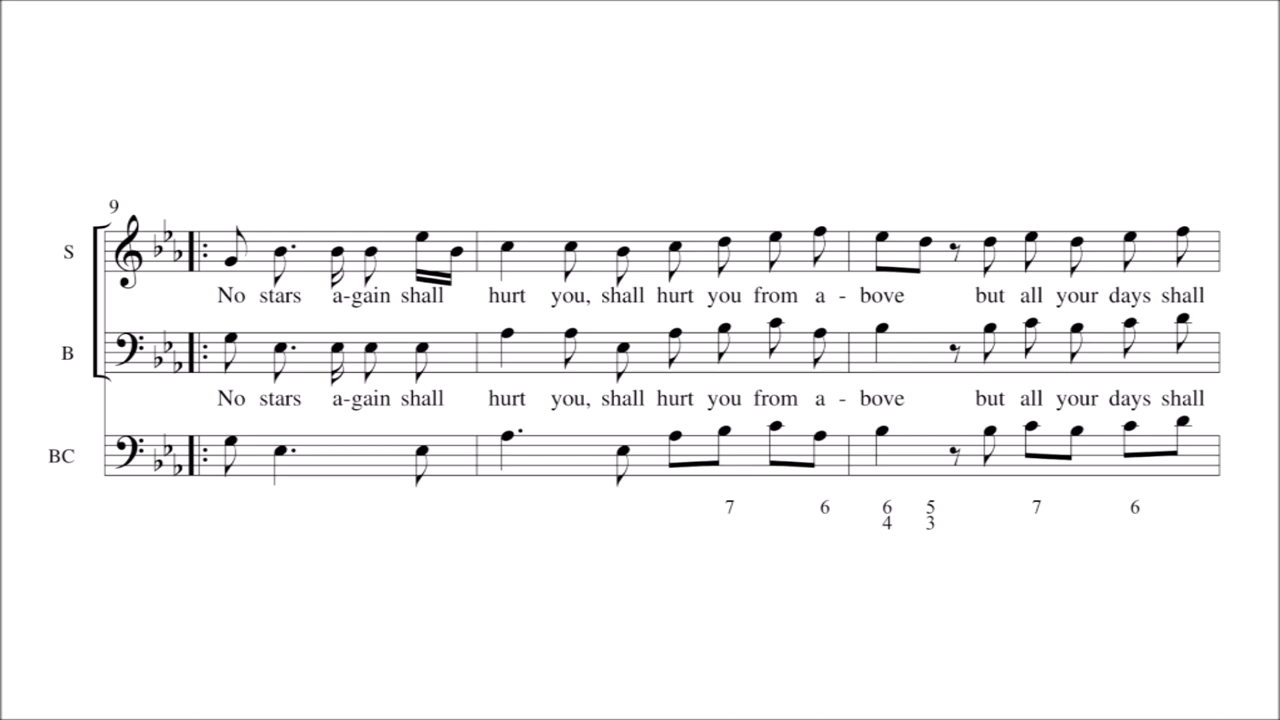 9
S
No stars a-gain shall hurt you, shall hurt you from a - bove but all your days shall
B
No stars a-gain shall hurt you, shall hurt you from a - bove but all your days shall
BC
7 6 6 5 7 6
4 3